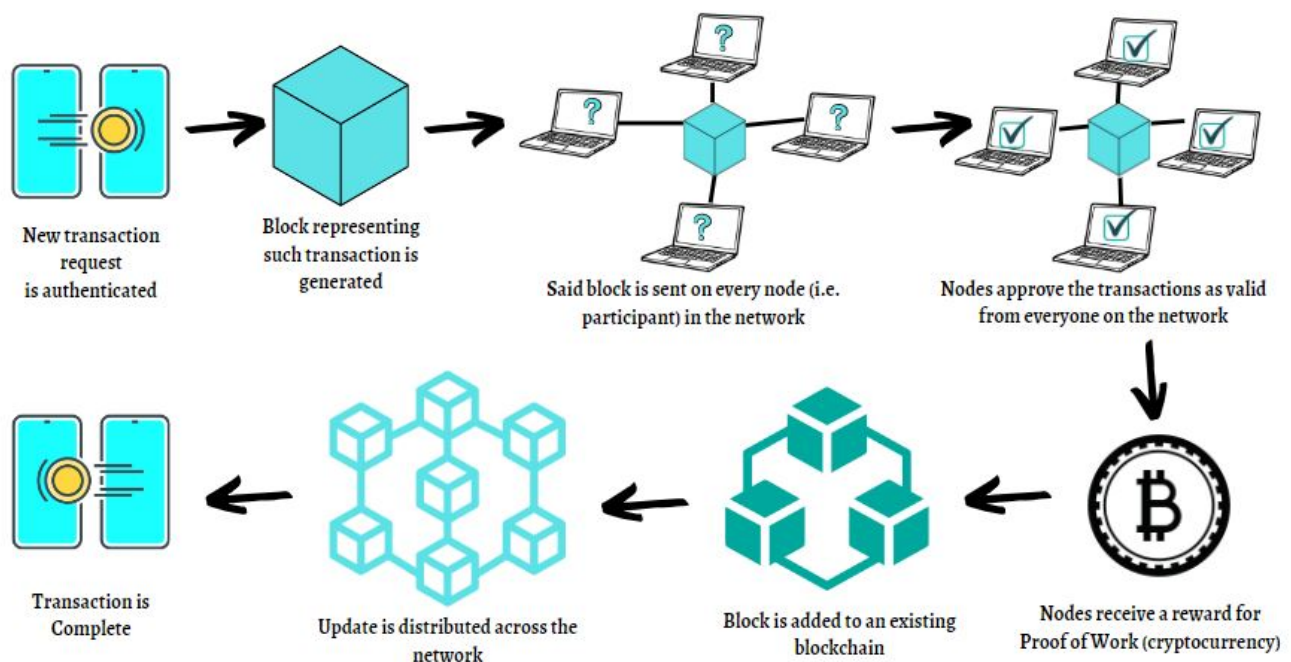 New transaction
request
is authenticated
Block representing
such transaction is
generated
Said block is sent on every node (i.e.
participant) in the network
Nodes approve the transactions as valid
from everyone on the network
Transaction is
Complete
Update is distributed across the
network
Block is added to an existing
blockchain
Nodes receive a reward for
Proof of Work (cryptocurrency)